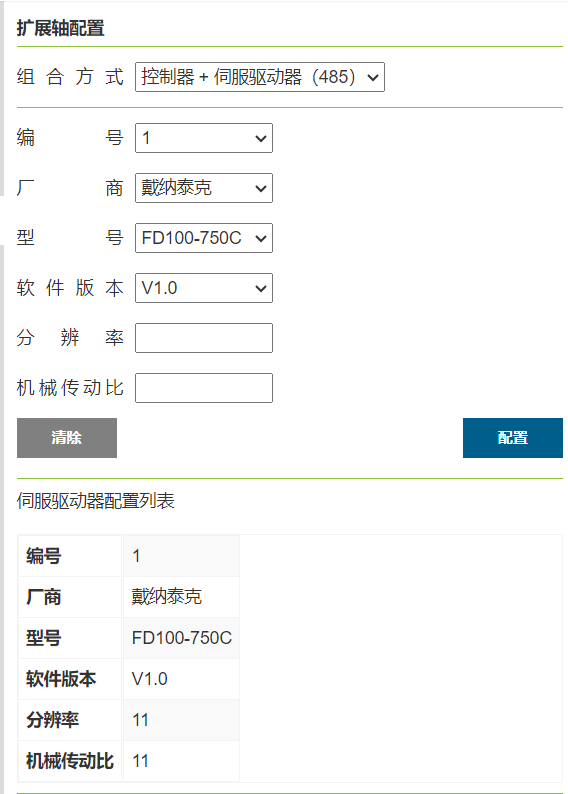 扩展轴配置
组合方式 控制器 + 伺服驱动器（485）
编号 1
厂商 戴纳泰克
型号 FD100-750C
软件版本 V1.0
分辨率
机械传动比
清除 配置
伺服驱动器配置列表
编号 1
厂商 戴纳泰克
型号 FD100-750C
软件版本 V1.0
分辨率 11
机械传动比 11